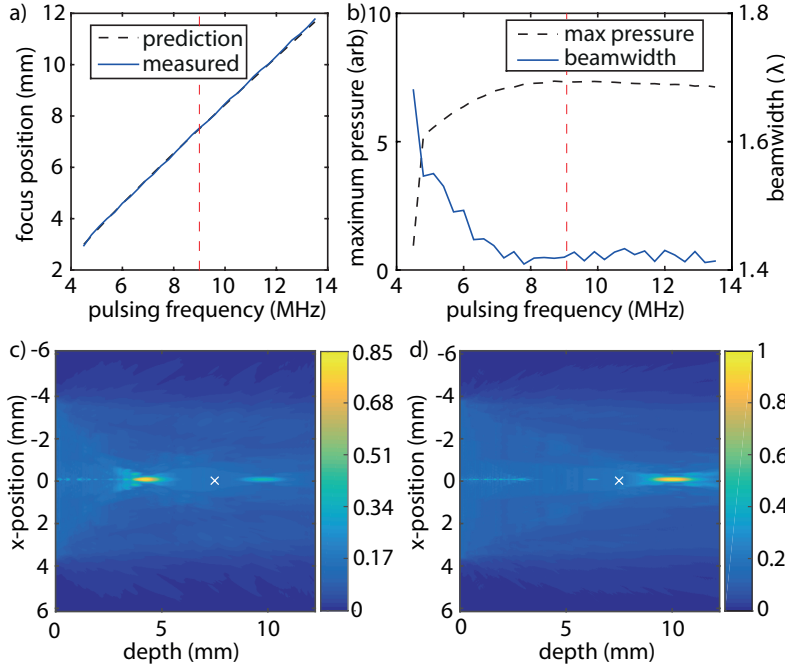 a)
12
10
8
6
4
2
focus position (mm)
prediction
measured
4 6 8 10 12 14
pulsing frequency (MHz)
b)
10
5
0
maximum pressure (arb)
max pressure
beamwidth
1.8
1.6
1.4
beamwidth (λ)
4 6 8 10 12 14
pulsing frequency (MHz)
c)
-6
-4
-2
0
2
4
6
x-position (mm)
×
0 5 10
depth (mm)
0.85
0.68
0.51
0.34
0.17
0
d)
-6
-4
-2
0
2
4
6
x-position (mm)
×
0 5 10
depth (mm)
1
0.8
0.6
0.4
0.2
0